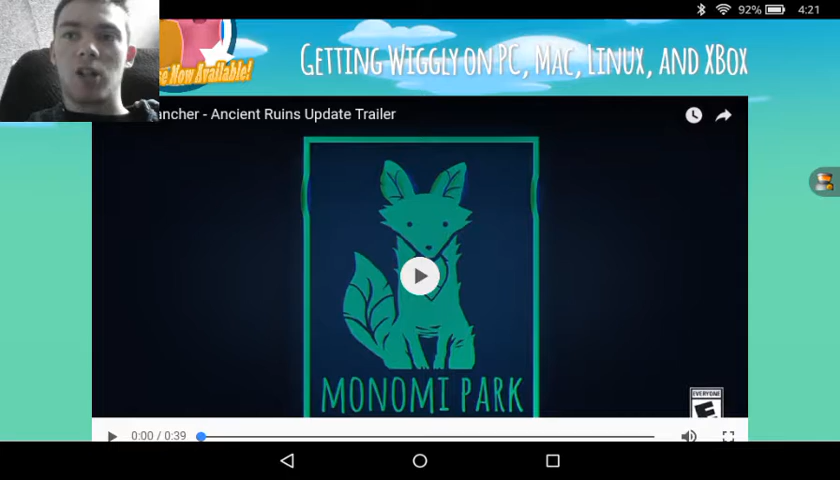 92% 4:21
Now Available!
Getting Wiggly on PC, Mac, Linux, and XBox
ancher - Ancient Ruins Update Trailer
MONOMI PARK
EVERYONE
E
0:00 / 0:39